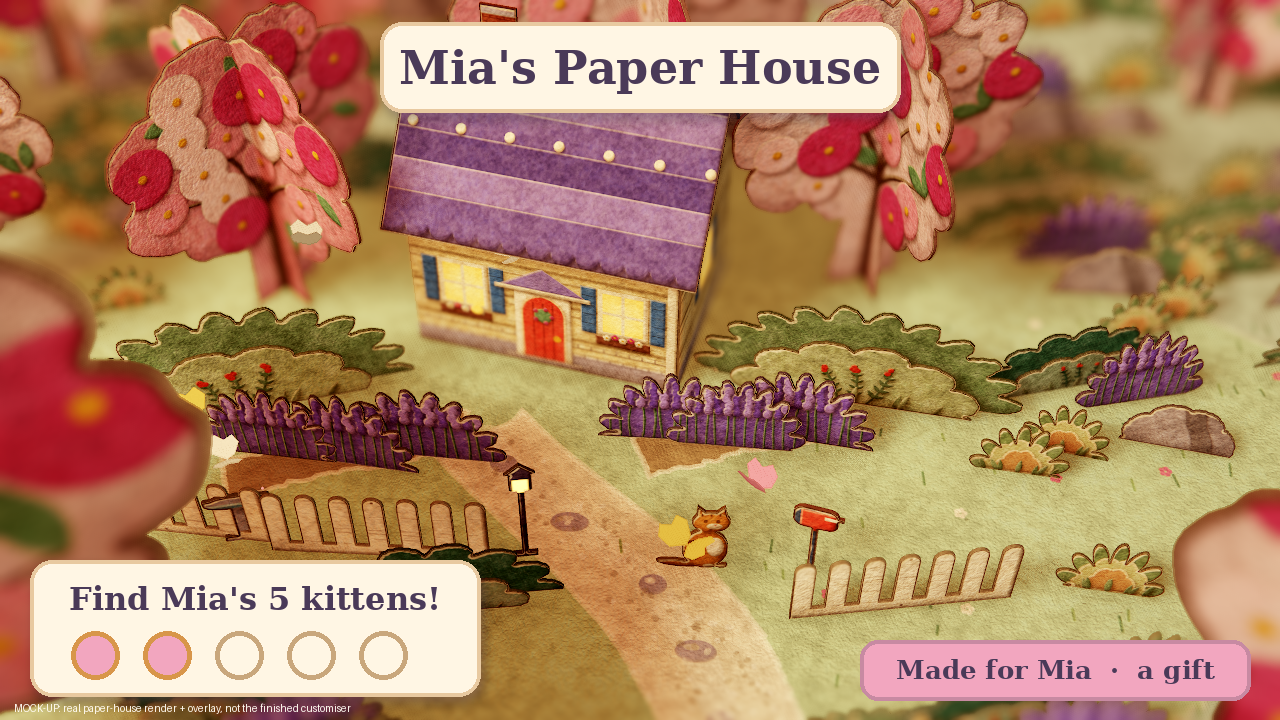 Mia's Paper House
Find Mia's 5 kittens!
Made for Mia · a gift
MOCK-UP: real paper-house render + overlay, not the finished customiser